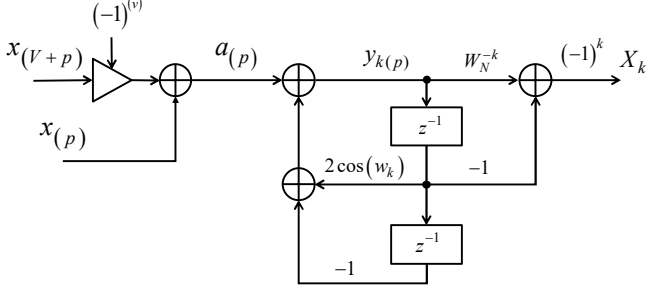 (−1)^(v)
x_(V+p)
a_(p)
y_k(p)
W_N^−k
(−1)^k
X_k
x_(p)
z^−1
2cos(w_k)
−1
z^−1
−1